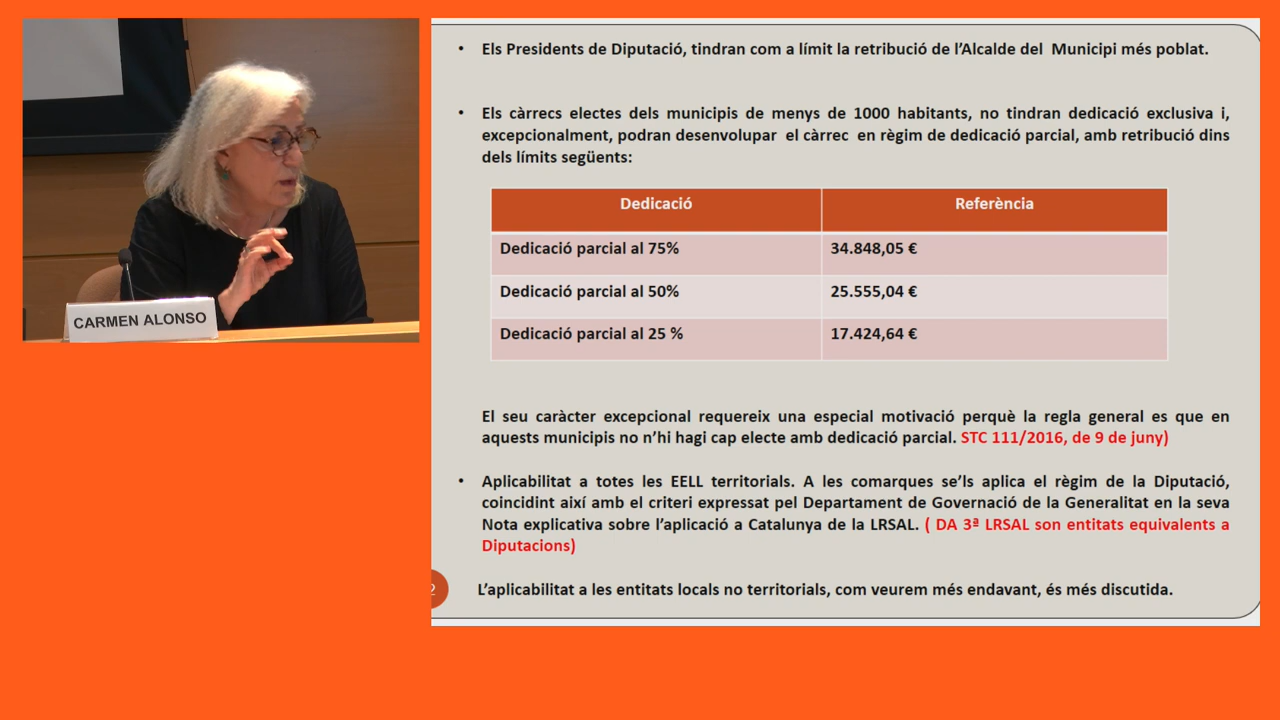 CARMEN ALONSO
• Els Presidents de Diputació, tindran com a límit la retribució de l'Alcalde del Municipi més poblat.
• Els càrrecs electes dels municipis de menys de 1000 habitants, no tindran dedicació exclusiva i,
excepcionalment, podran desenvolupar el càrrec en règim de dedicació parcial, amb retribució dins
dels límits següents:
Dedicació Referència
Dedicació parcial al 75% 34.848,05 €
Dedicació parcial al 50% 25.555,04 €
Dedicació parcial al 25 % 17.424,64 €
El seu caràcter excepcional requereix una especial motivació perquè la regla general es que en
aquests municipis no n'hi hagi cap electe amb dedicació parcial. STC 111/2016, de 9 de juny)
• Aplicabilitat a totes les EELL territorials. A les comarques se'ls aplica el règim de la Diputació,
coincidint així amb el criteri expressat pel Departament de Governació de la Generalitat en la seva
Nota explicativa sobre l'aplicació a Catalunya de la LRSAL. ( DA 3ª LRSAL son entitats equivalents a
Diputacions)
L'aplicabilitat a les entitats locals no territorials, com veurem més endavant, és més discutida.